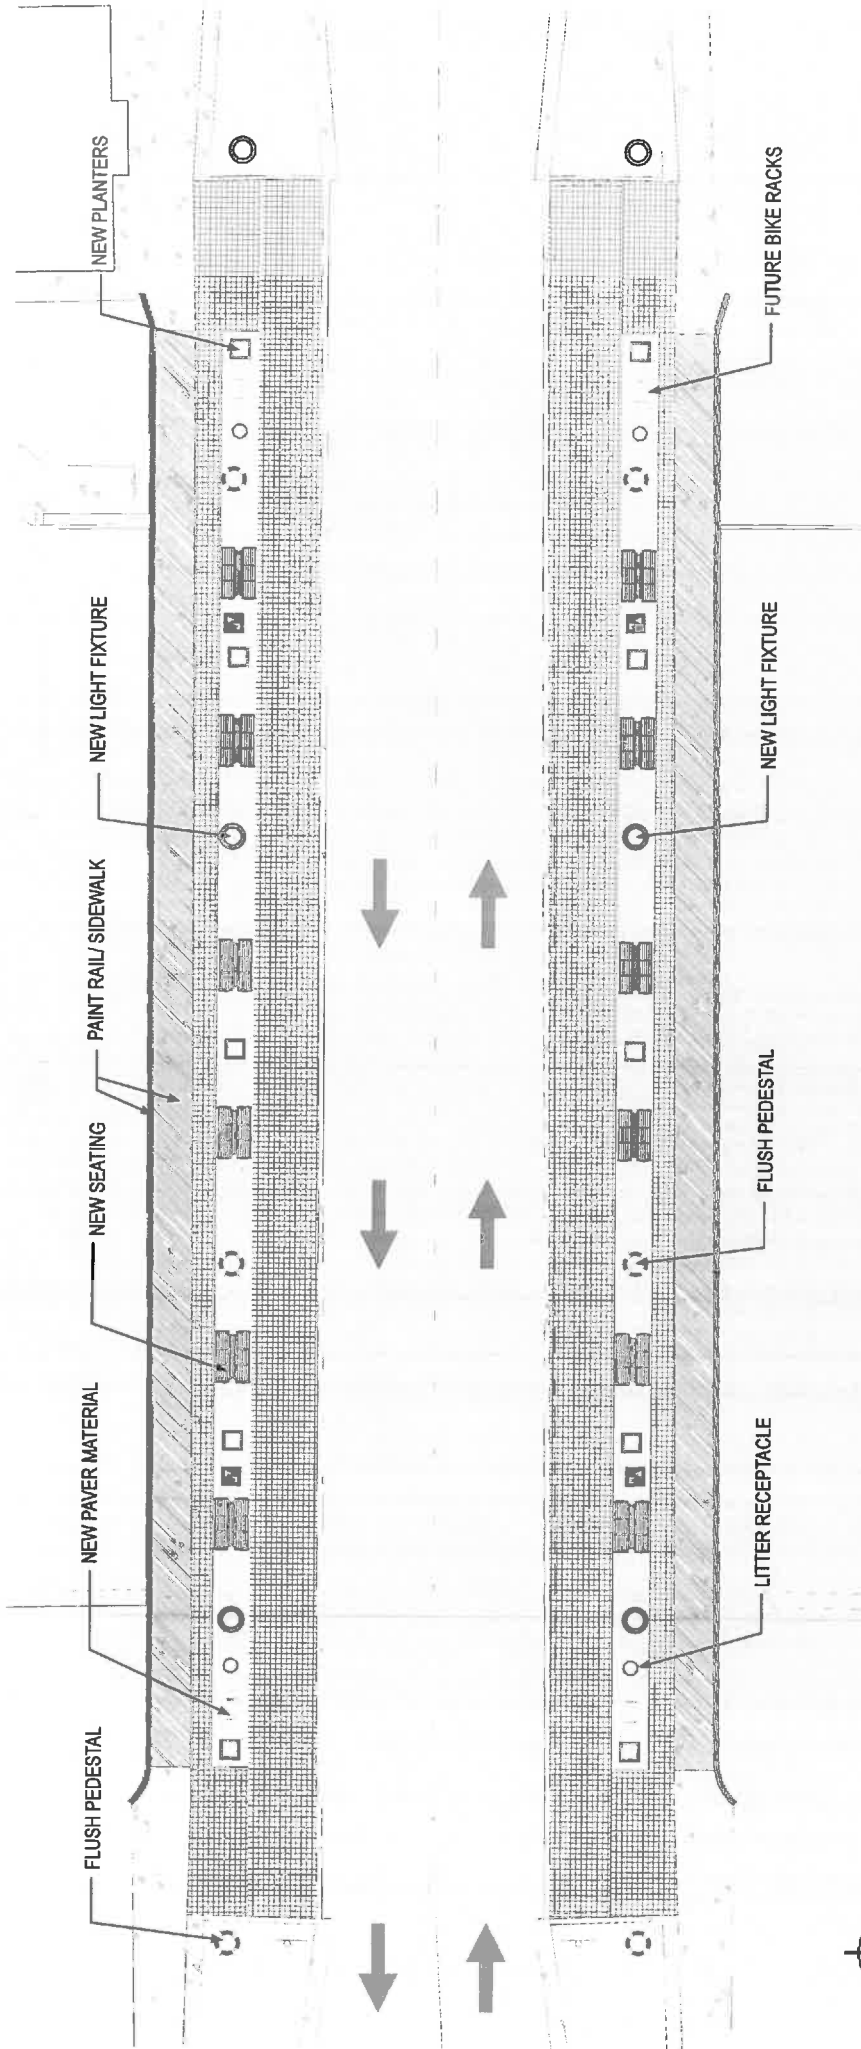 FLUSH PEDESTAL
NEW PAVER MATERIAL
NEW SEATING
PAINT RAIL/ SIDEWALK
NEW LIGHT FIXTURE
NEW PLANTERS
LITTER RECEPTACLE
FLUSH PEDESTAL
NEW LIGHT FIXTURE
FUTURE BIKE RACKS